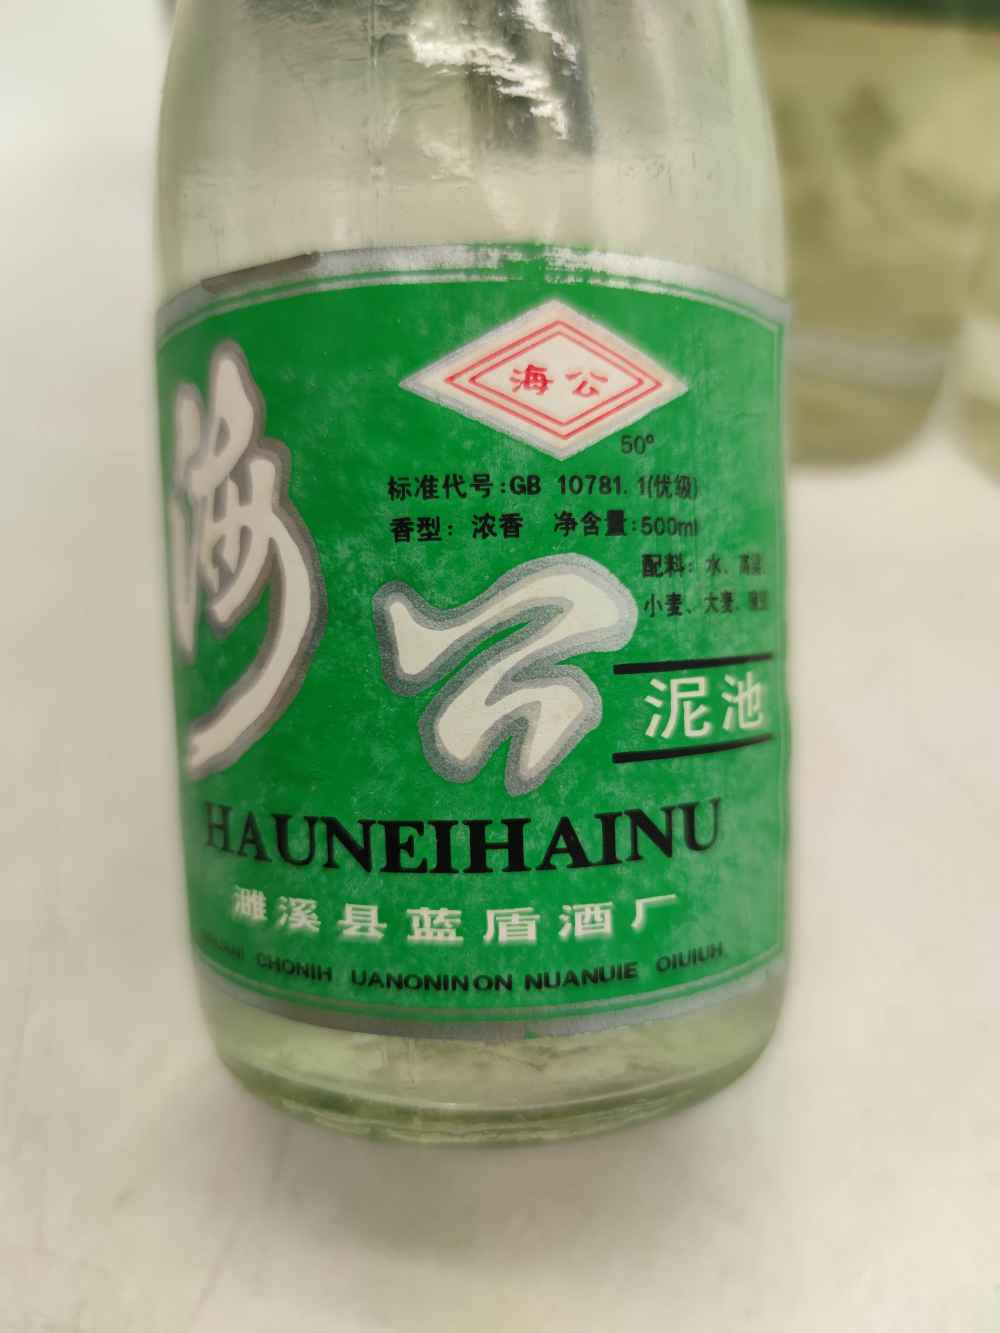 海公
50°
标准代号:GB 10781.1(优级)
香型: 浓香 净含量:500ml
配料: 水、高粱、
小麦、大麦、豌豆
海公
泥池
HAUNEIHAINU
濉溪县蓝盾酒厂
CHONIH UANONINON NUANUIE OIUIUH